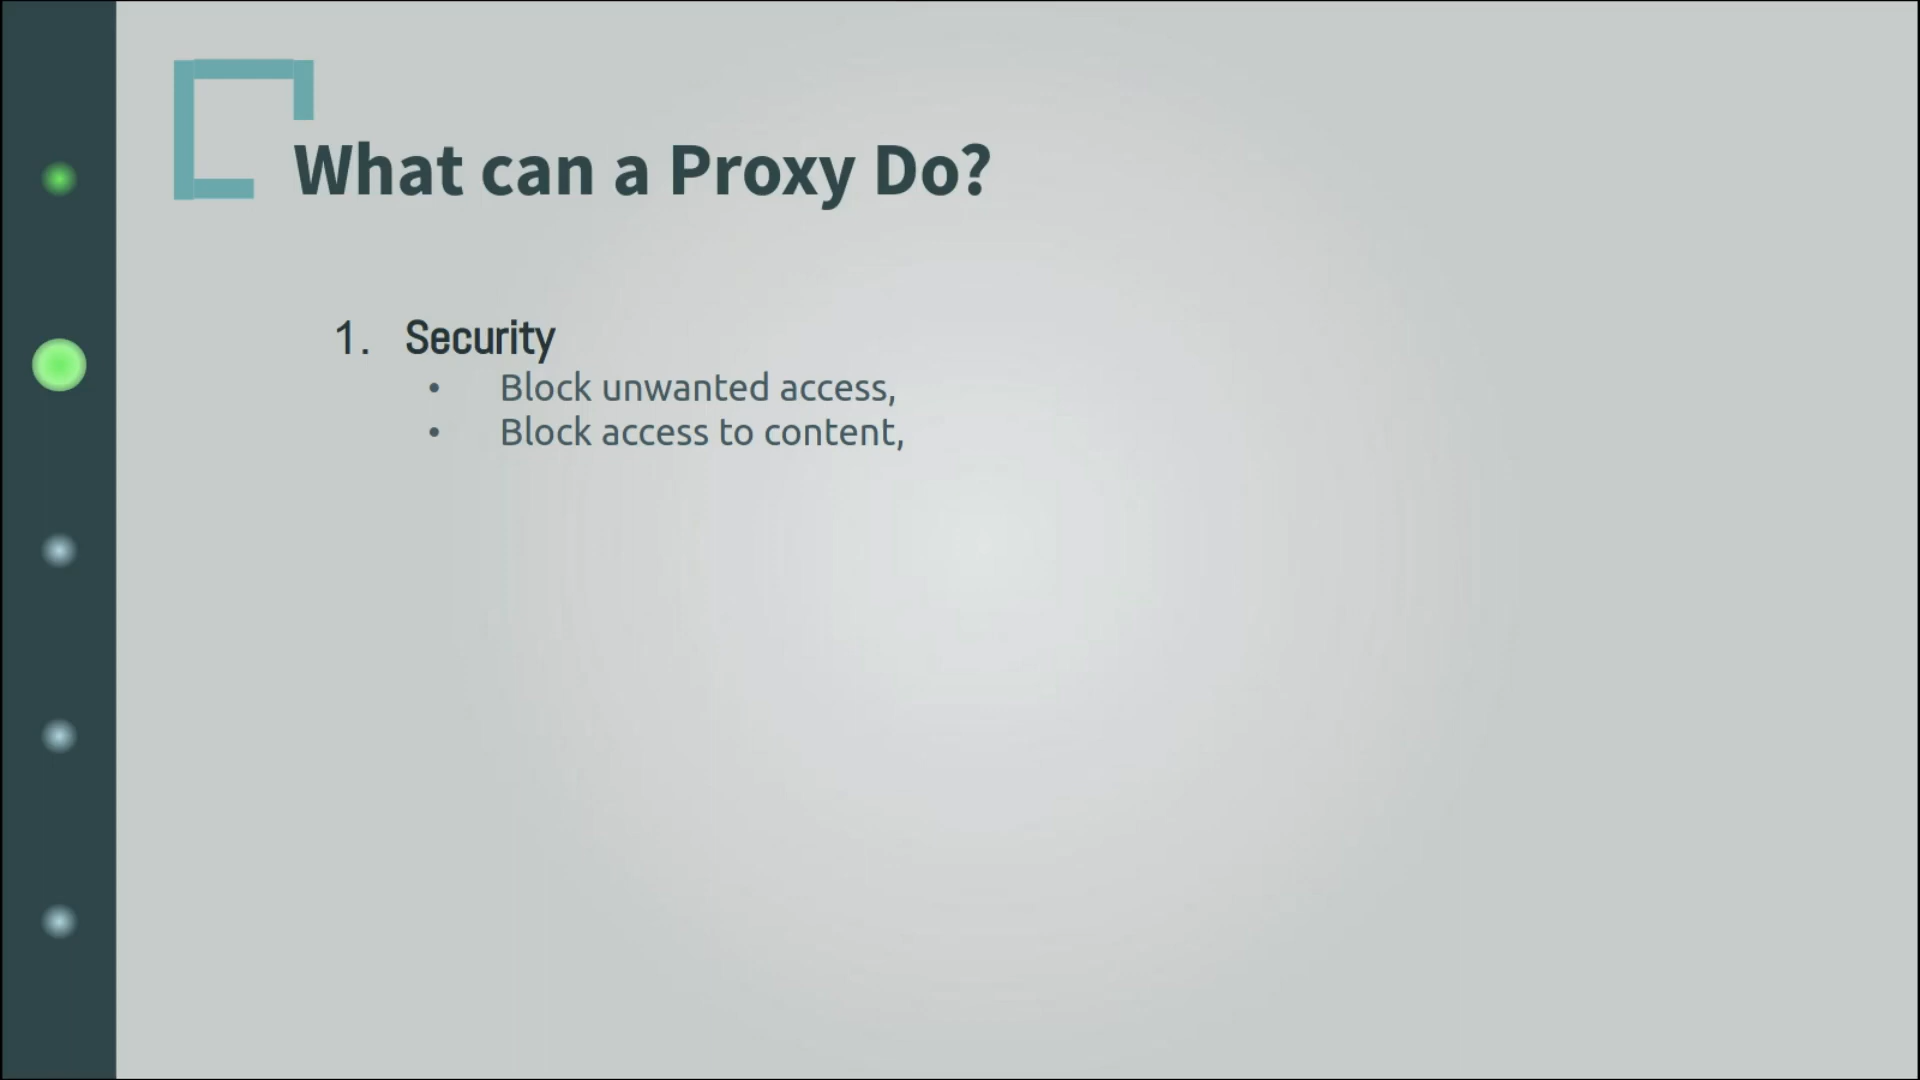 What can a Proxy Do?
1. Security
• Block unwanted access,
• Block access to content,